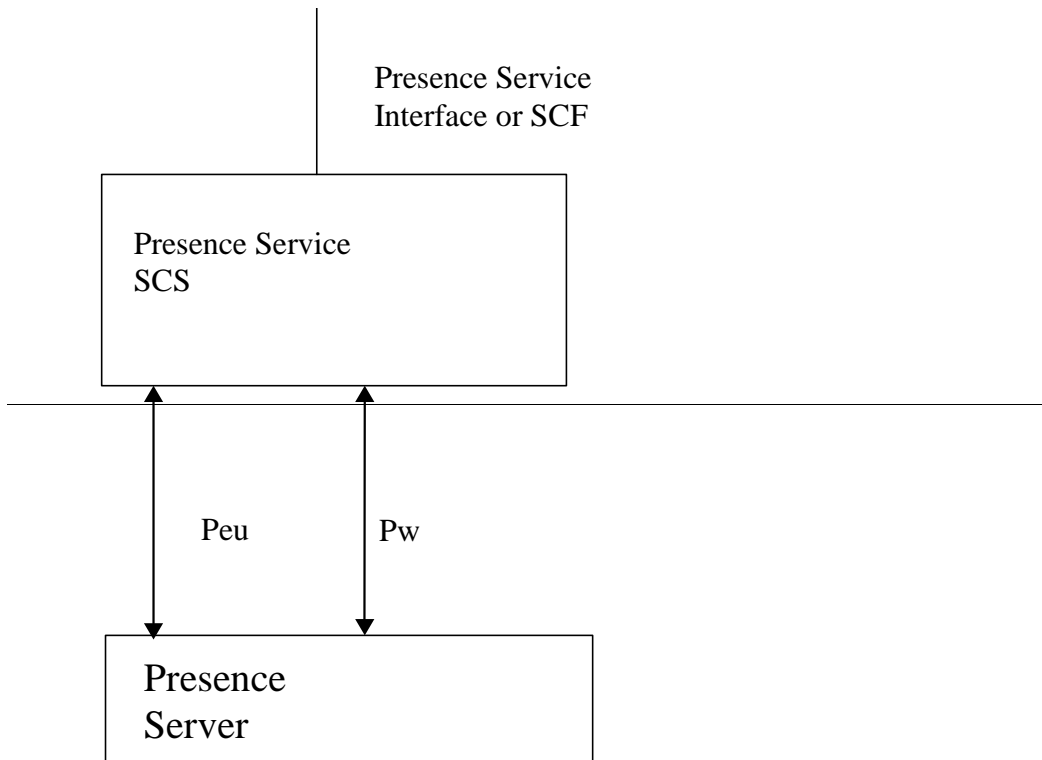 Presence Service
Interface or SCF
Presence Service
SCS
Peu
Pw
Presence
Server